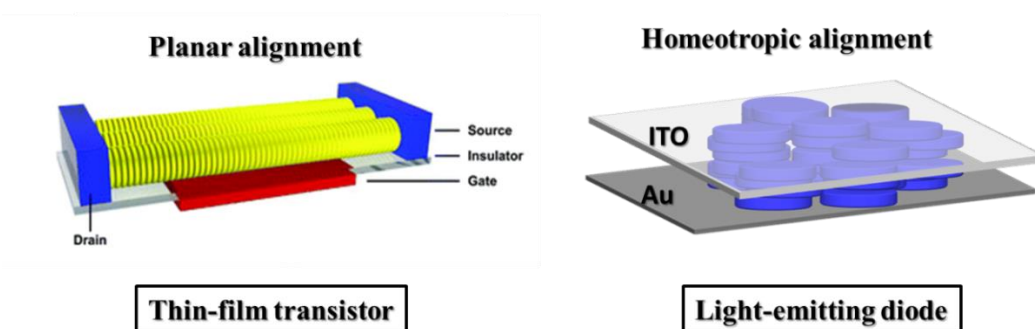 Planar alignment
Source
Insulator
Gate
Drain
Thin-film transistor
Homeotropic alignment
ITO
Au
Light-emitting diode